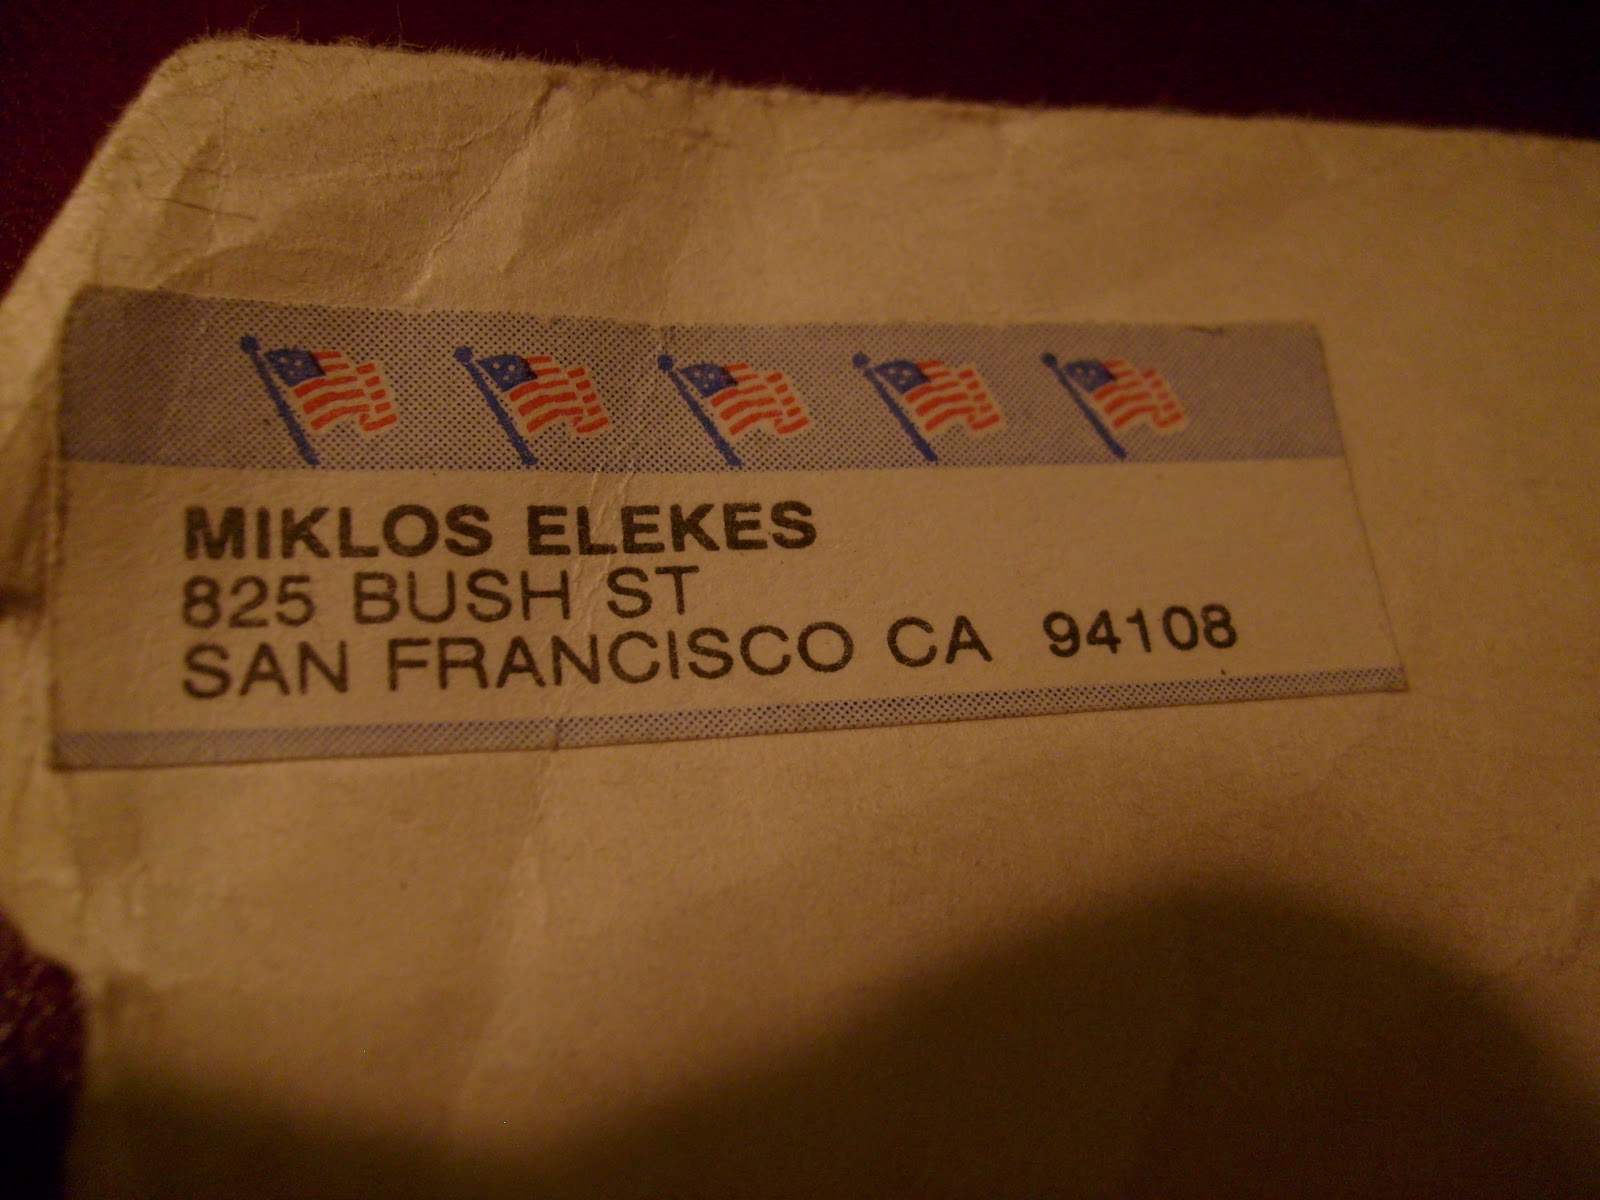 MIKLOS ELEKES
825 BUSH ST
SAN FRANCISCO CA 94108